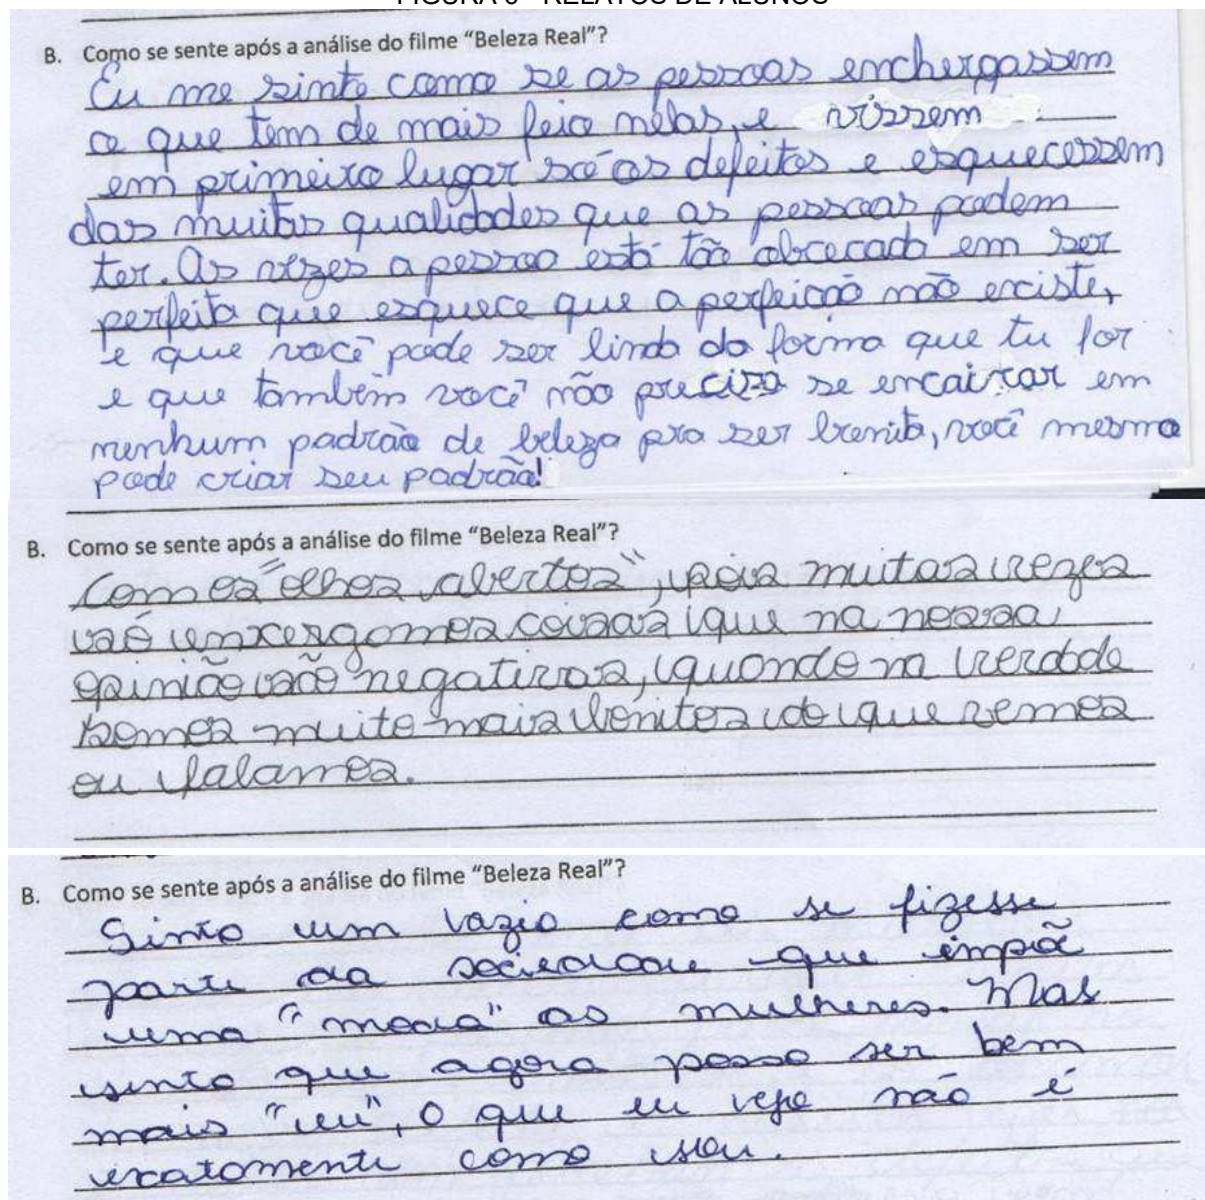 FIGURA 6 - RELATOS DE ALUNOS
B. Como se sente após a análise do filme “Beleza Real”?
Eu me sinto como se as pessoas enchergassem
o que tem de mais feio nelas, e vissem
em primeiro lugar só os defeitos e esquecessem
das muitas qualidades que as pessoas podem
ter. As vezes a pessoa está tão obcecada em ser
perfeita que esquece que a perfeição não existe,
e que você pode ser linda da forma que tu for
e que também você não precisa se encaixar em
nenhum padrão de beleza pra ser bonita, você mesma
pode criar seu padrão!
B. Como se sente após a análise do filme “Beleza Real”?
Com os "olhos abertos", pois muitas vezes
só enxergamos coisas que na nossa
opinião são negativas, quando na verdade
somos muito mais bonitos do que vemos
ou falamos.
B. Como se sente após a análise do filme “Beleza Real”?
Sinto um vazio como se fizesse
parte da sociedade que impõe
uma "moda" as mulheres. Mas
sinto que agora posso ser bem
mais "eu", o que eu vejo não é
exatamente como sou.